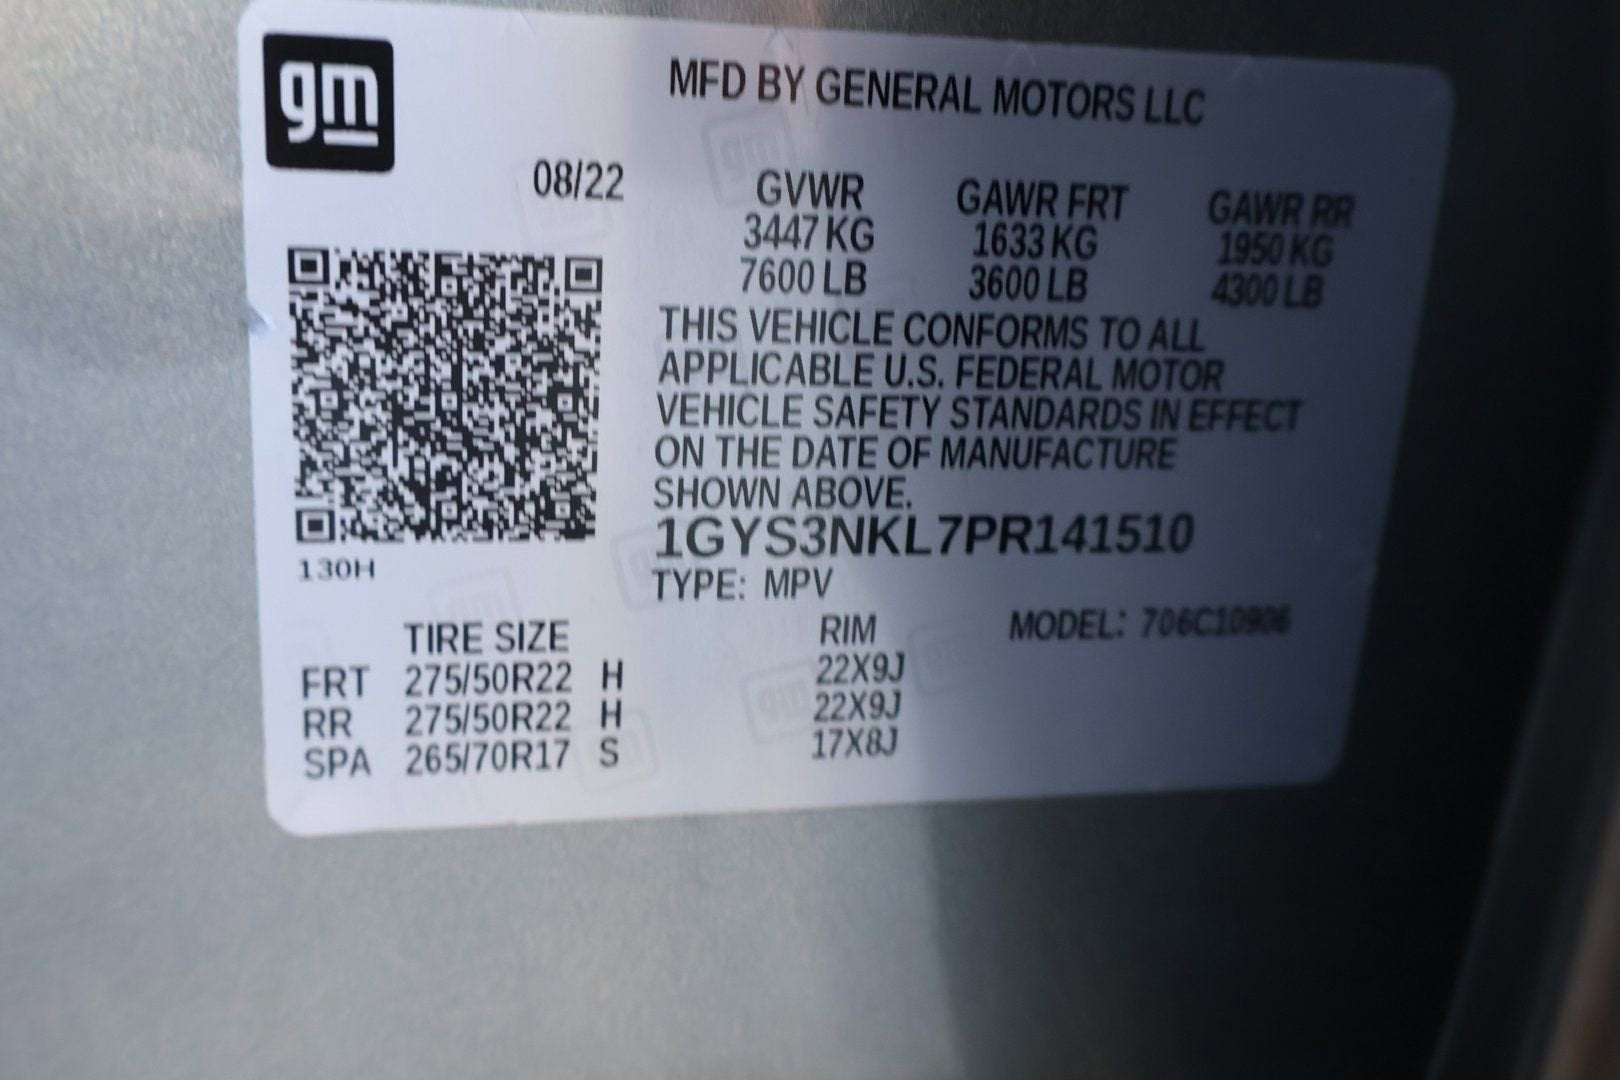 gm
MFD BY GENERAL MOTORS LLC
08/22
GVWR GAWR FRT GAWR RR
3447 KG 1633 KG 1950 KG
7600 LB 3600 LB 4300 LB
THIS VEHICLE CONFORMS TO ALL
APPLICABLE U.S. FEDERAL MOTOR
VEHICLE SAFETY STANDARDS IN EFFECT
ON THE DATE OF MANUFACTURE
SHOWN ABOVE.
1GYS3NKL7PR141510
130H
TYPE: MPV
TIRE SIZE RIM MODEL: 706C10906
FRT 275/50R22 H 22X9J
RR 275/50R22 H 22X9J
SPA 265/70R17 S 17X8J